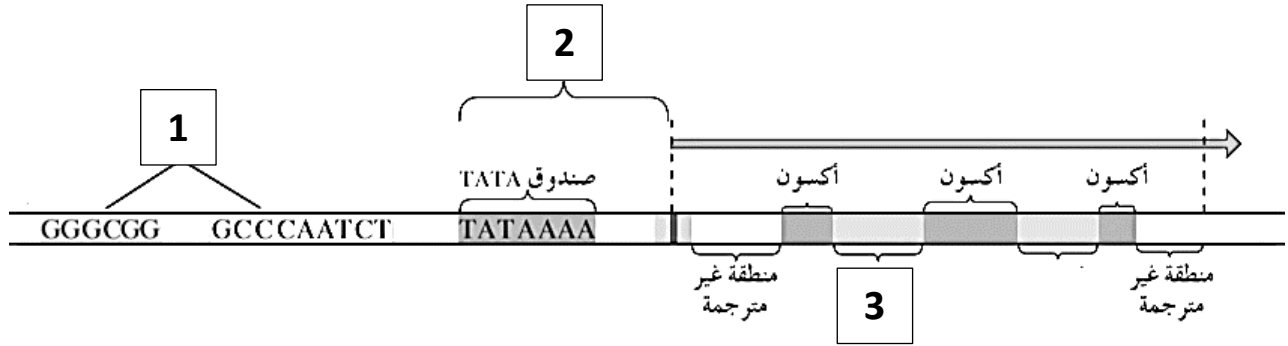 2
1
صندوق TATA
أكسون
أكسون
أكسون
GGGCGG GCCCAATCT TATAAAA
منطقة غير
مترجمة
3
منطقة غير
مترجمة